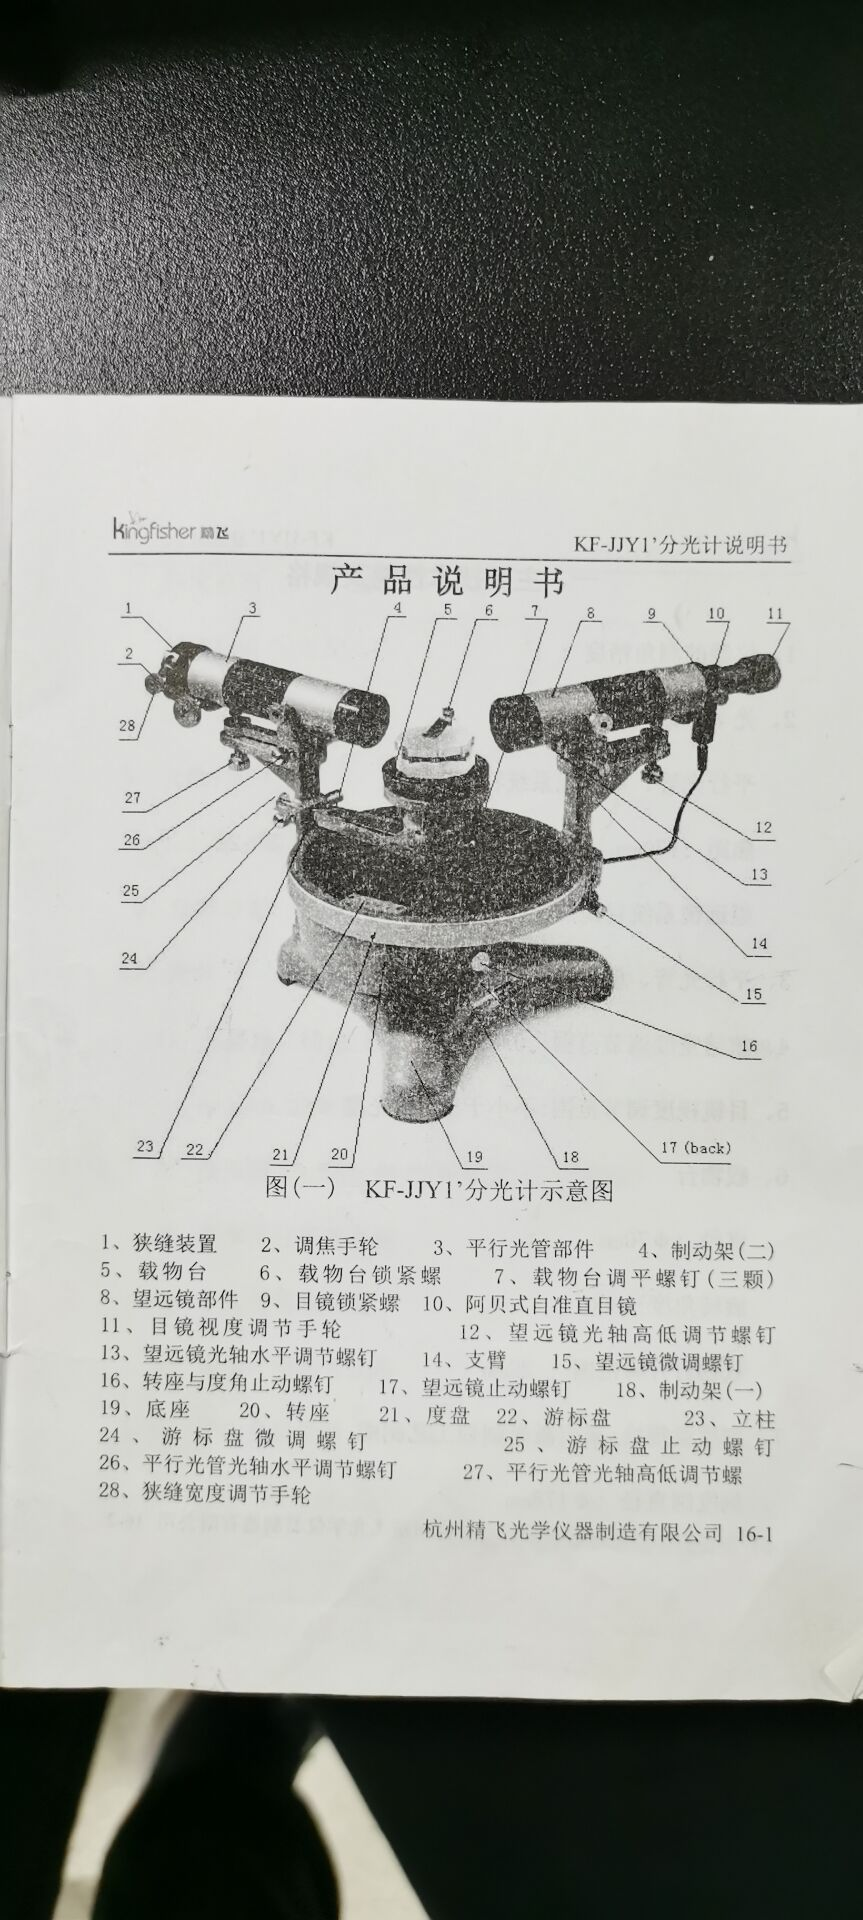 kingfisher 精飞
KF-JJY1’分光计说明书
产品说明书
1 3 4 5 6 7 8 9 10 11
2
28
27
26
25
24
12
13
14
15
16
23 22 21 20 19 18 17 (back)
图(一) KF-JJY1’分光计示意图
1、狭缝装置 2、调焦手轮 3、平行光管部件 4、制动架(二)
5、载物台 6、载物台锁紧螺 7、载物台调平螺钉(三颗)
8、望远镜部件 9、目镜锁紧螺 10、阿贝式自准直目镜
11、目镜视度调节手轮 12、望远镜光轴高低调节螺钉
13、望远镜光轴水平调节螺钉 14、支臂 15、望远镜微调螺钉
16、转座与度角止动螺钉 17、望远镜止动螺钉 18、制动架(一)
19、底座 20、转座 21、度盘 22、游标盘 23、立柱
24、游标盘微调螺钉 25、游标盘止动螺钉
26、平行光管光轴水平调节螺钉 27、平行光管光轴高低调节螺
28、狭缝宽度调节手轮
杭州精飞光学仪器制造有限公司 16-1